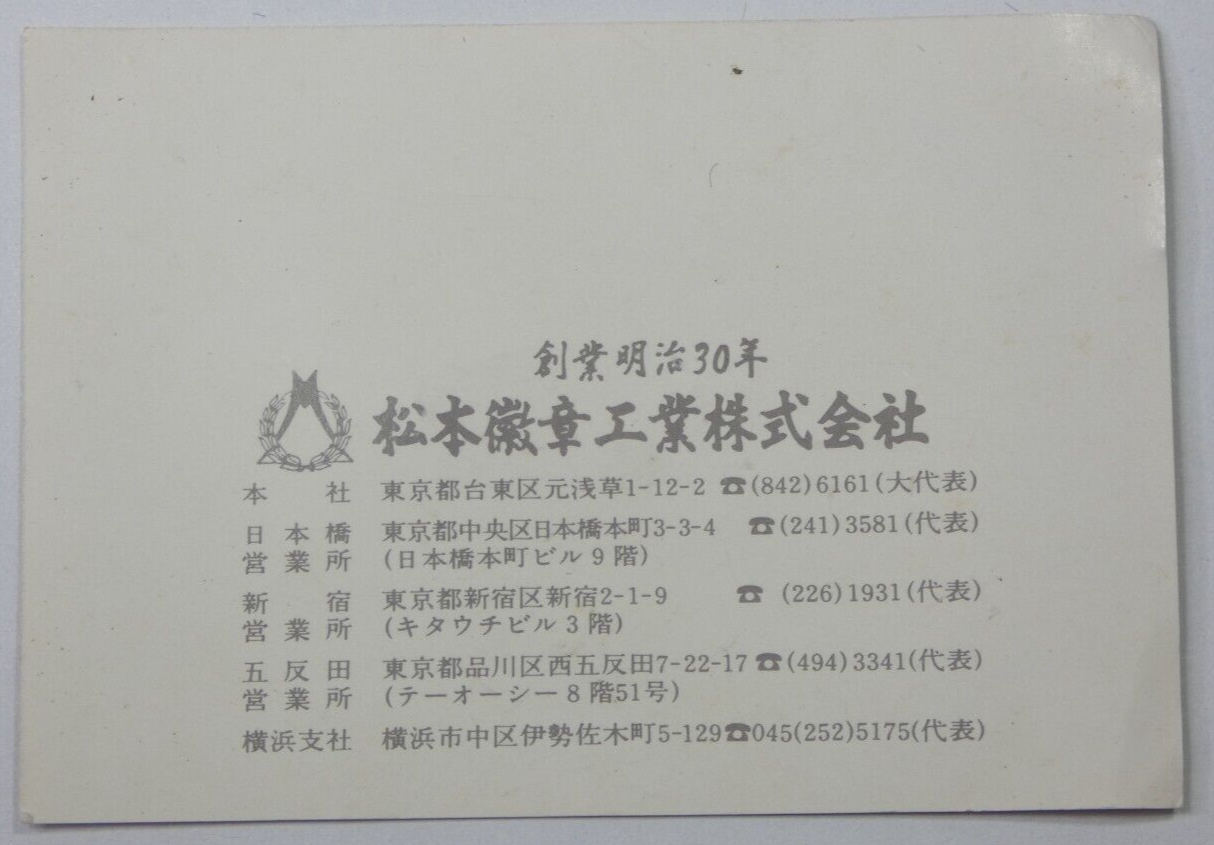 創業明治30年
松本徽章工業株式会社
本社 東京都台東区元浅草1-12-2 ☎(842)6161(大代表)
日本橋 東京都中央区日本橋本町3-3-4 ☎(241)3581(代表)
営業所 (日本橋本町ビル9階)
新宿 東京都新宿区新宿2-1-9 ☎(226)1931(代表)
営業所 (キタウチビル3階)
五反田 東京都品川区西五反田7-22-17 ☎(494)3341(代表)
営業所 (テーオーシー8階51号)
横浜支社 横浜市中区伊勢佐木町5-129☎045(252)5175(代表)